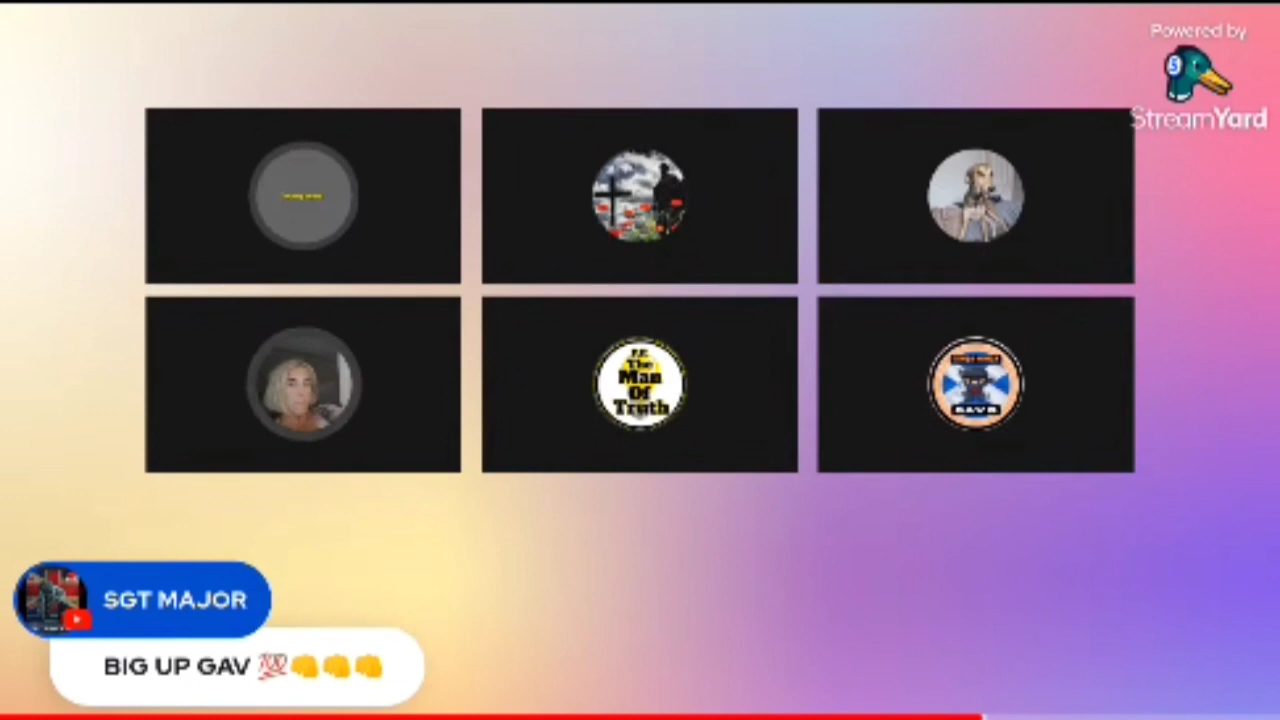 Powered by
StreamYard
P.F.
The
Man
Of
Truth
SGT MAJOR
BIG UP GAV 💯👊👊👊